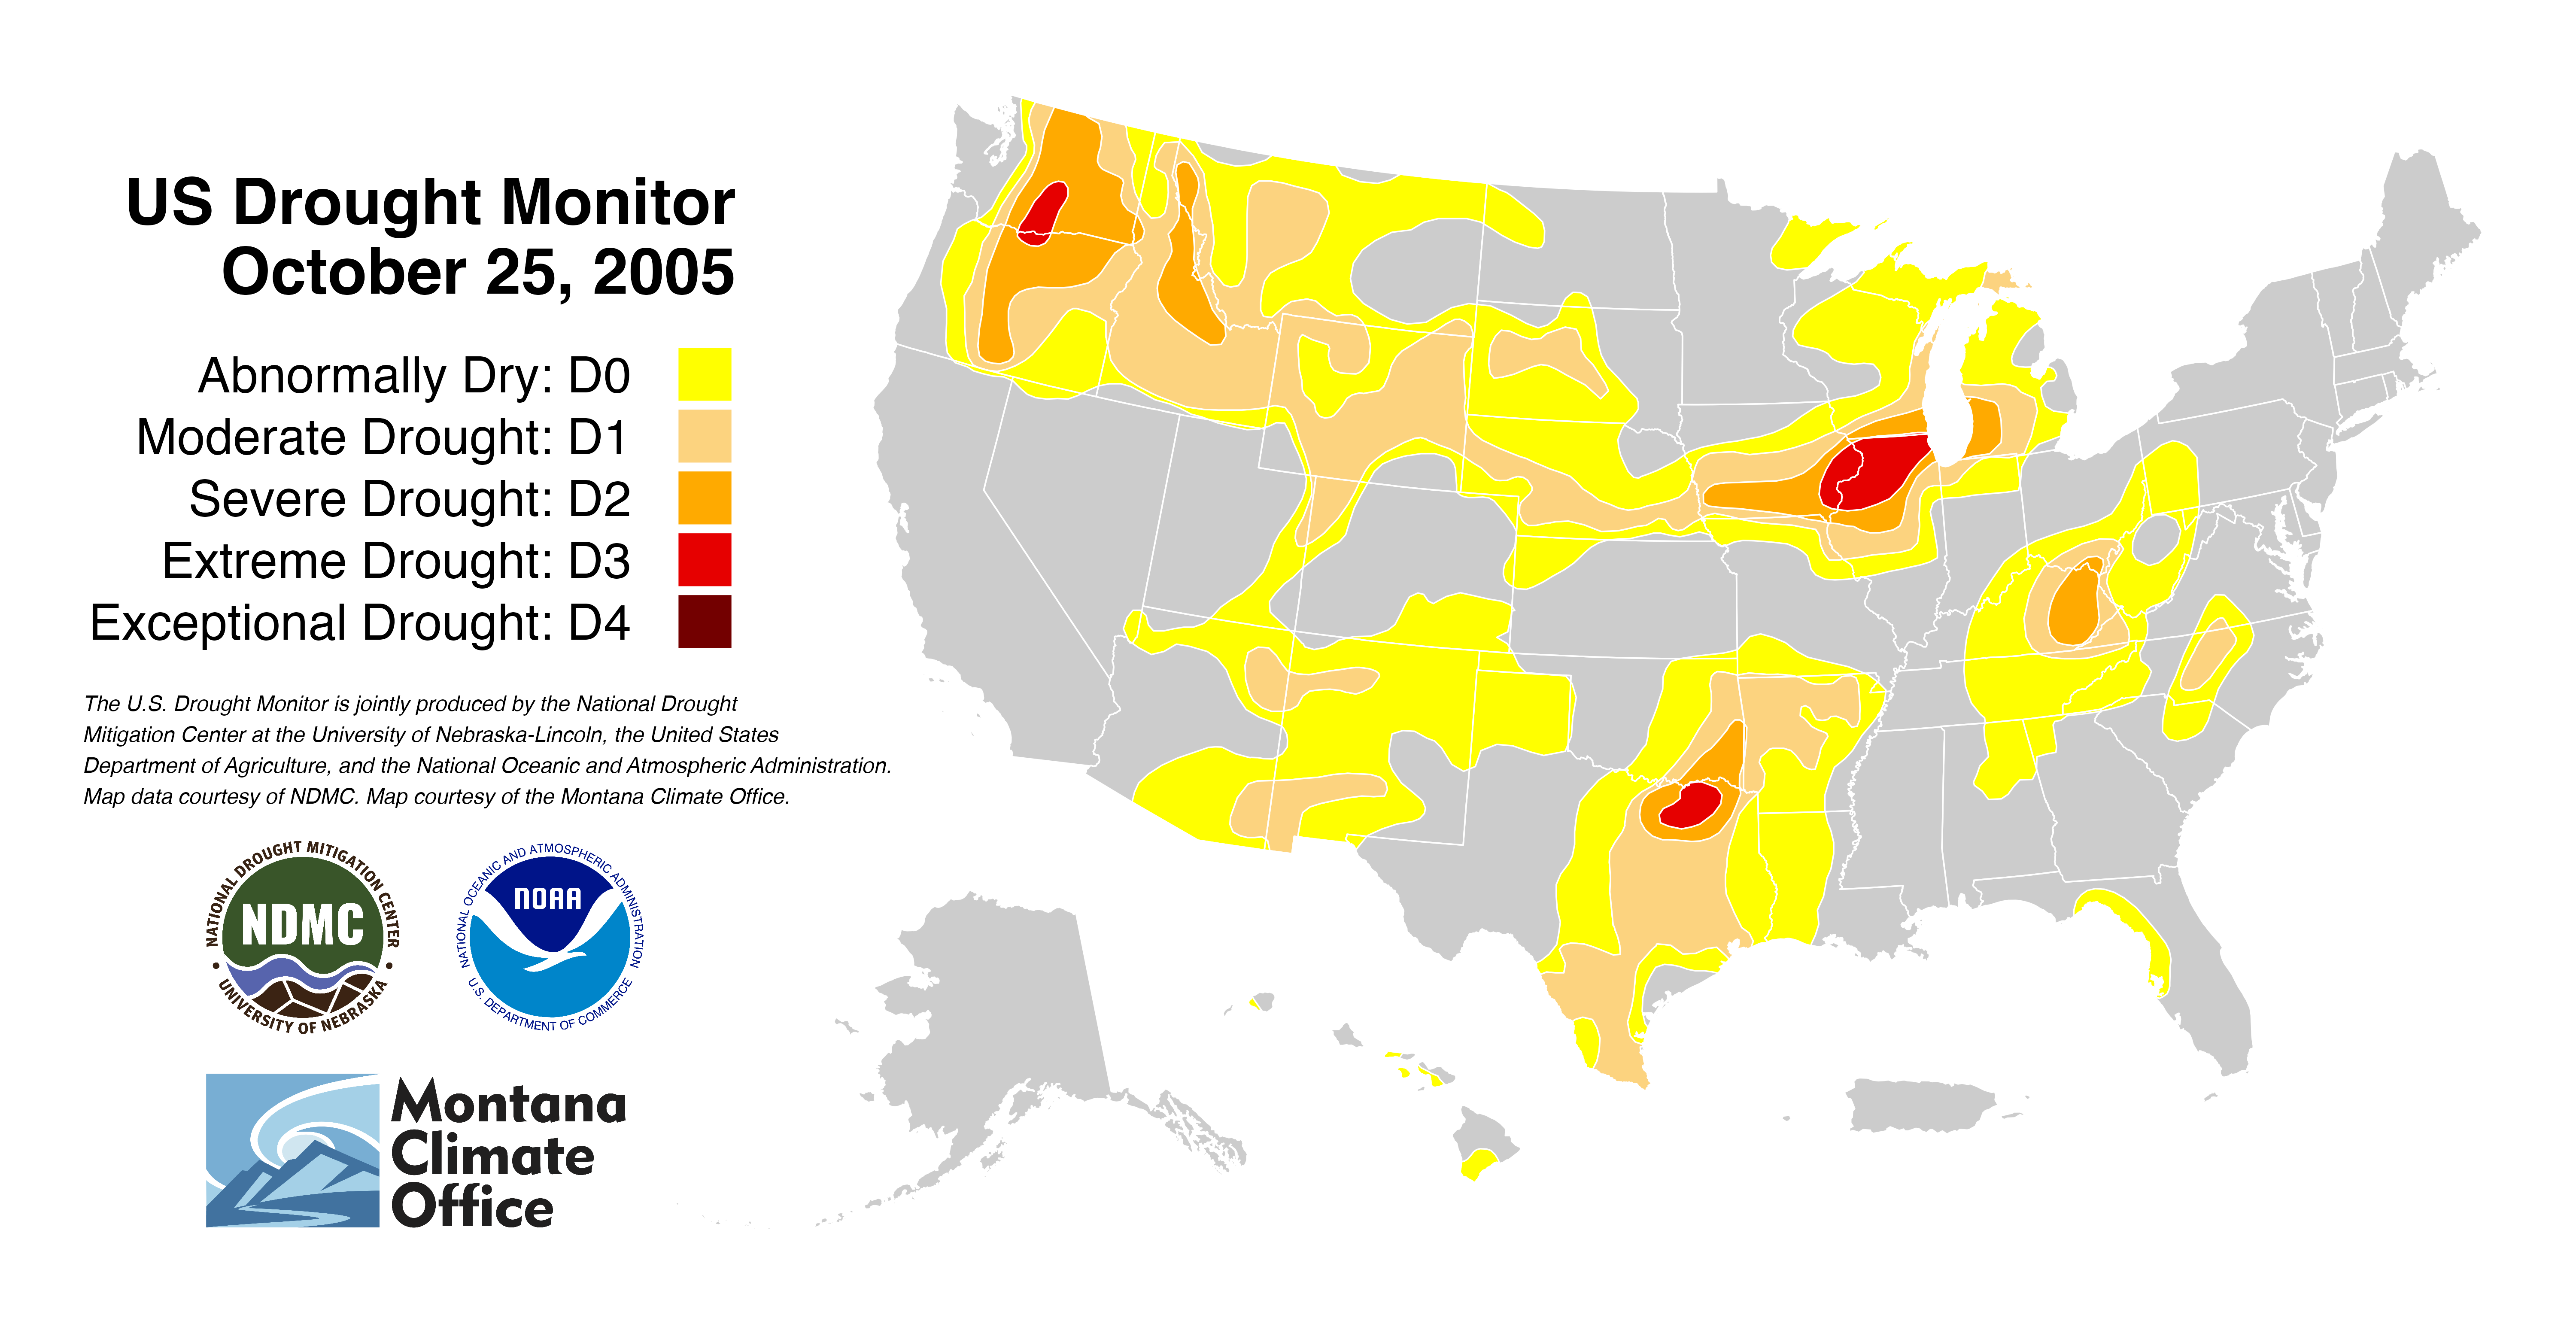 US Drought Monitor
October 25, 2005
Abnormally Dry: D0
Moderate Drought: D1
Severe Drought: D2
Extreme Drought: D3
Exceptional Drought: D4
The U.S. Drought Monitor is jointly produced by the National Drought
Mitigation Center at the University of Nebraska-Lincoln, the United States
Department of Agriculture, and the National Oceanic and Atmospheric Administration.
Map data courtesy of NDMC. Map courtesy of the Montana Climate Office.
NATIONAL DROUGHT MITIGATION CENTER
NDMC
UNIVERSITY OF NEBRASKA
NATIONAL OCEANIC AND ATMOSPHERIC ADMINISTRATION
NOAA
U.S. DEPARTMENT OF COMMERCE
Montana
Climate
Office